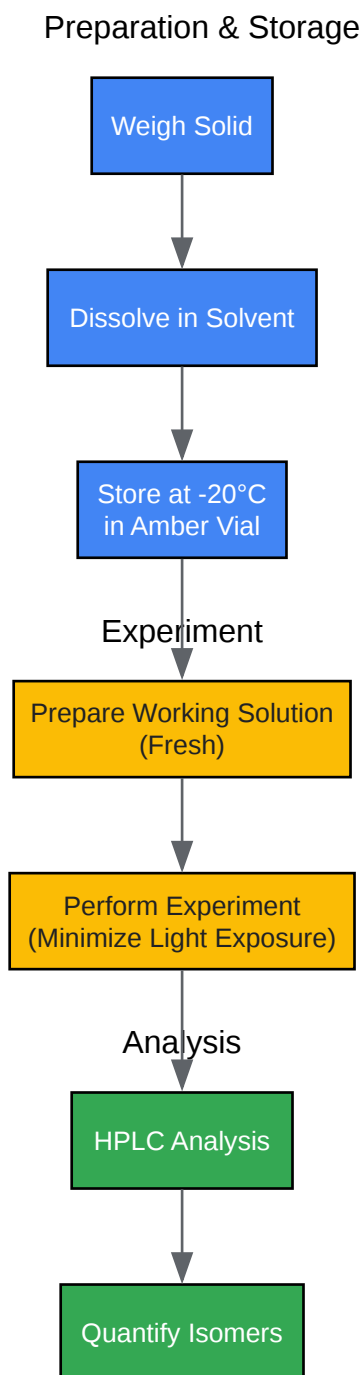 Preparation & Storage
Weigh Solid
Dissolve in Solvent
Store at -20°C
in Amber Vial
Experiment
Prepare Working Solution
(Fresh)
Perform Experiment
(Minimize Light Exposure)
Analysis
HPLC Analysis
Quantify Isomers